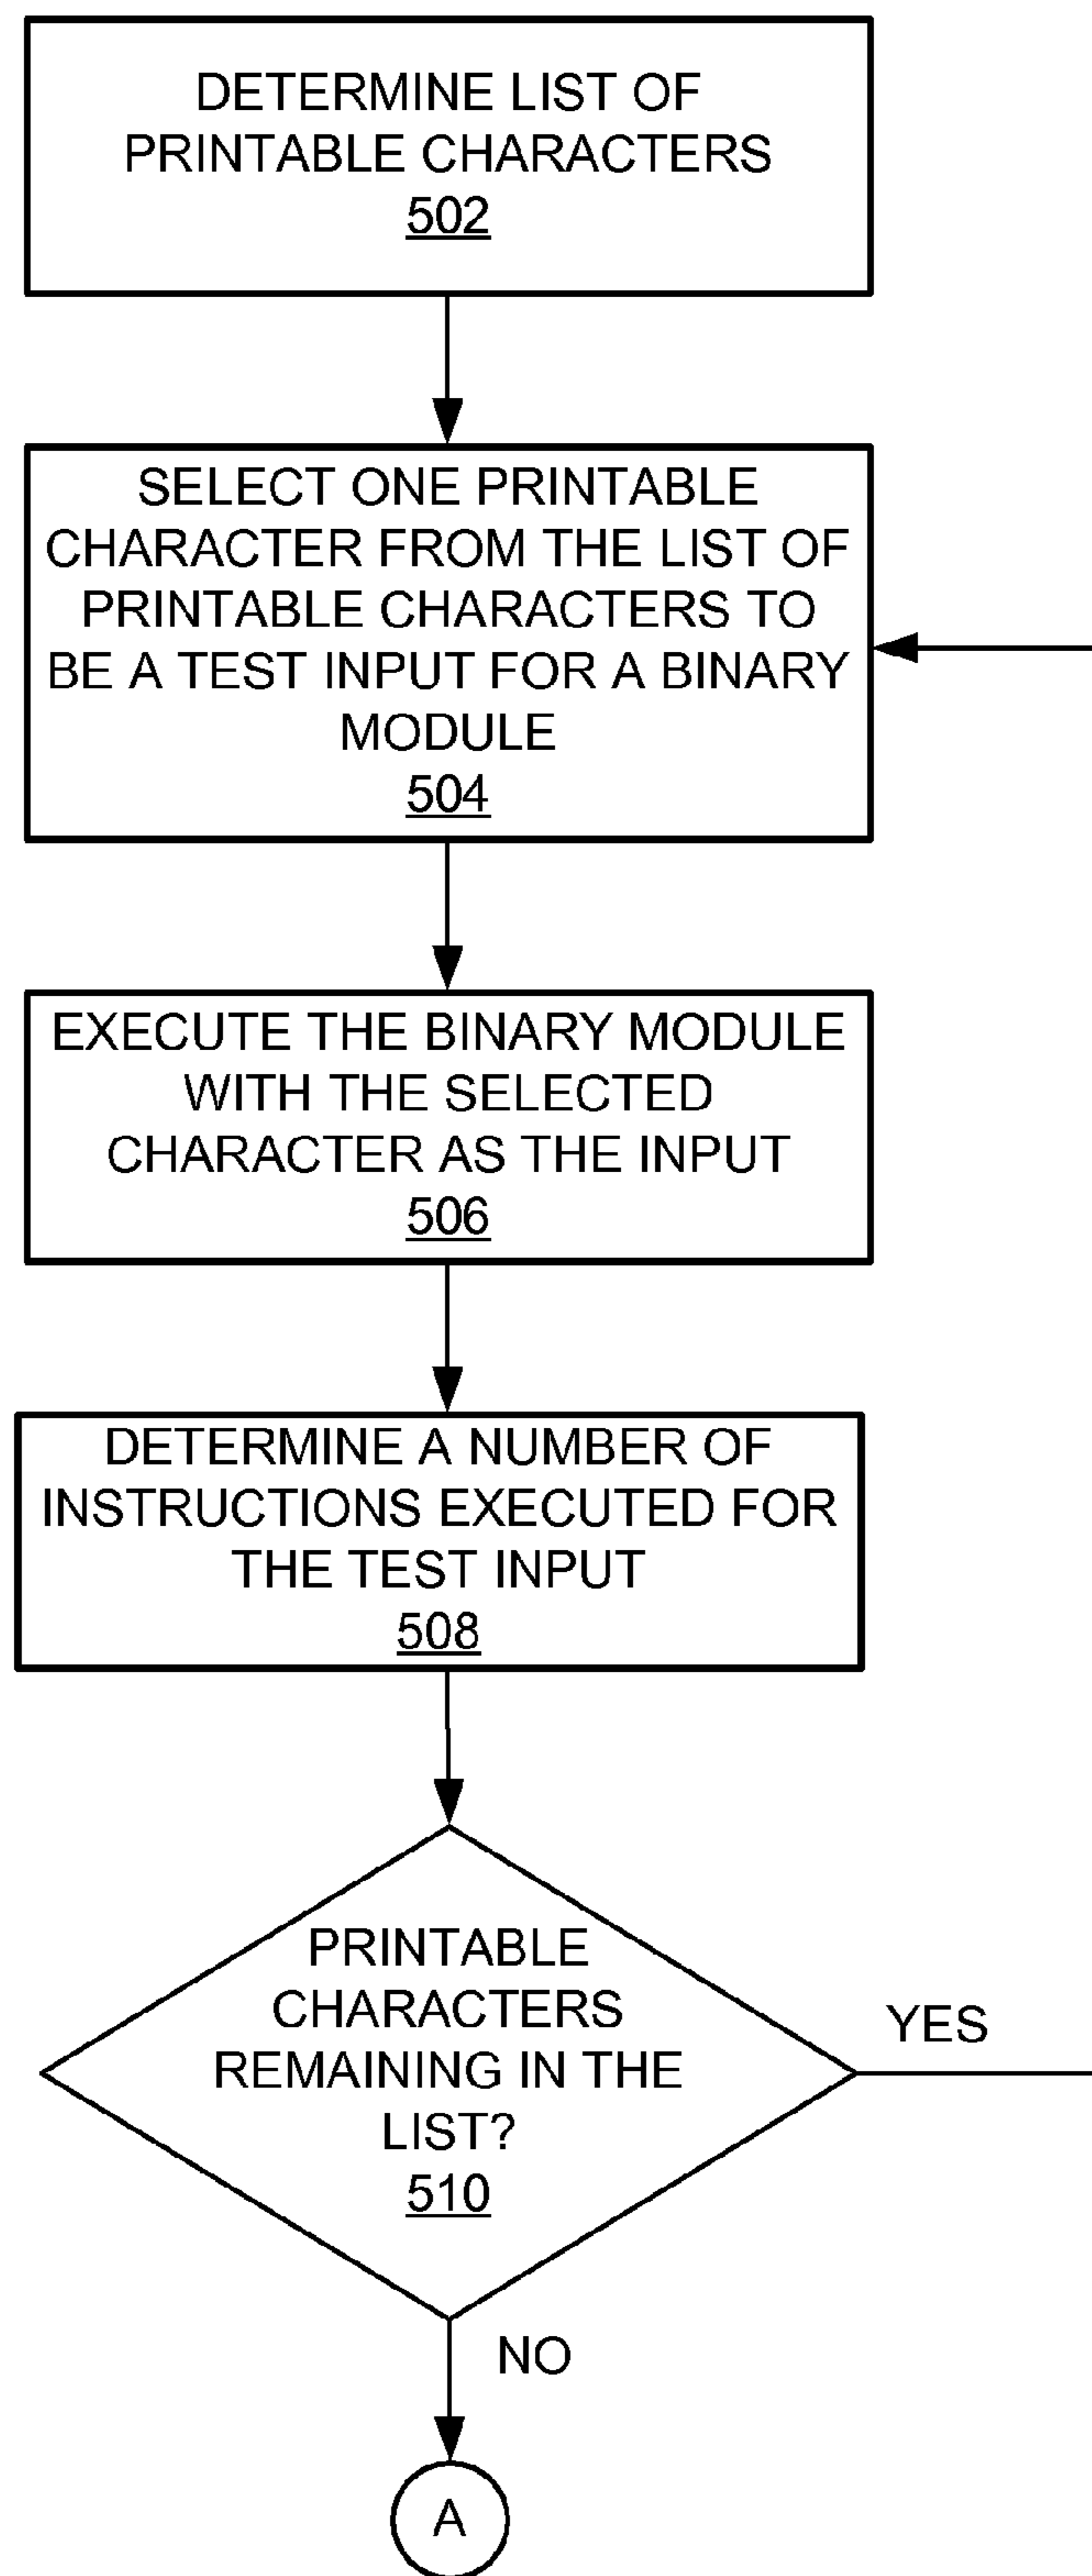 DETERMINE LIST OF
PRINTABLE CHARACTERS
502
SELECT ONE PRINTABLE
CHARACTER FROM THE LIST OF
PRINTABLE CHARACTERS TO
BE A TEST INPUT FOR A BINARY
MODULE
504
EXECUTE THE BINARY MODULE
WITH THE SELECTED
CHARACTER AS THE INPUT
506
DETERMINE A NUMBER OF
INSTRUCTIONS EXECUTED FOR
THE TEST INPUT
508
PRINTABLE
CHARACTERS
REMAINING IN THE
LIST?
510
YES
NO
A